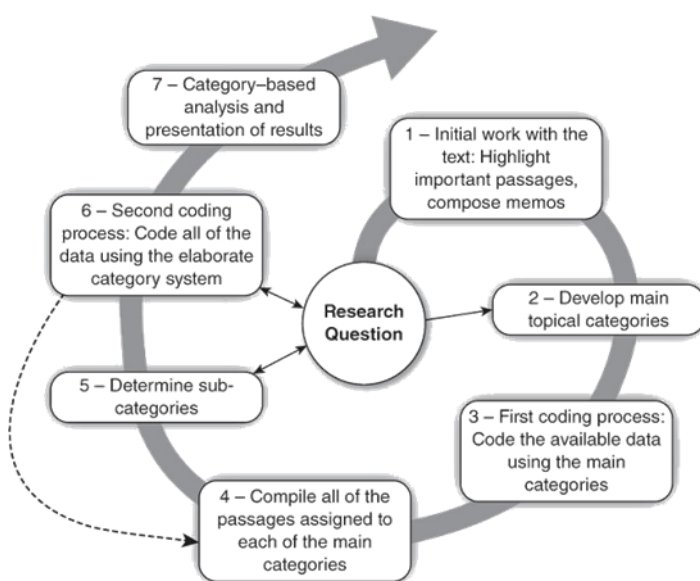 7 – Category–based
analysis and
presentation of results
1 – Initial work with the
text: Highlight
important passages,
compose memos
6 – Second coding
process: Code all of the
data using the elaborate
category system
Research
Question
2 – Develop main
topical categories
5 – Determine sub-
categories
3 – First coding process:
Code the available data
using the main
categories
4 – Compile all of the
passages assigned to
each of the main
categories